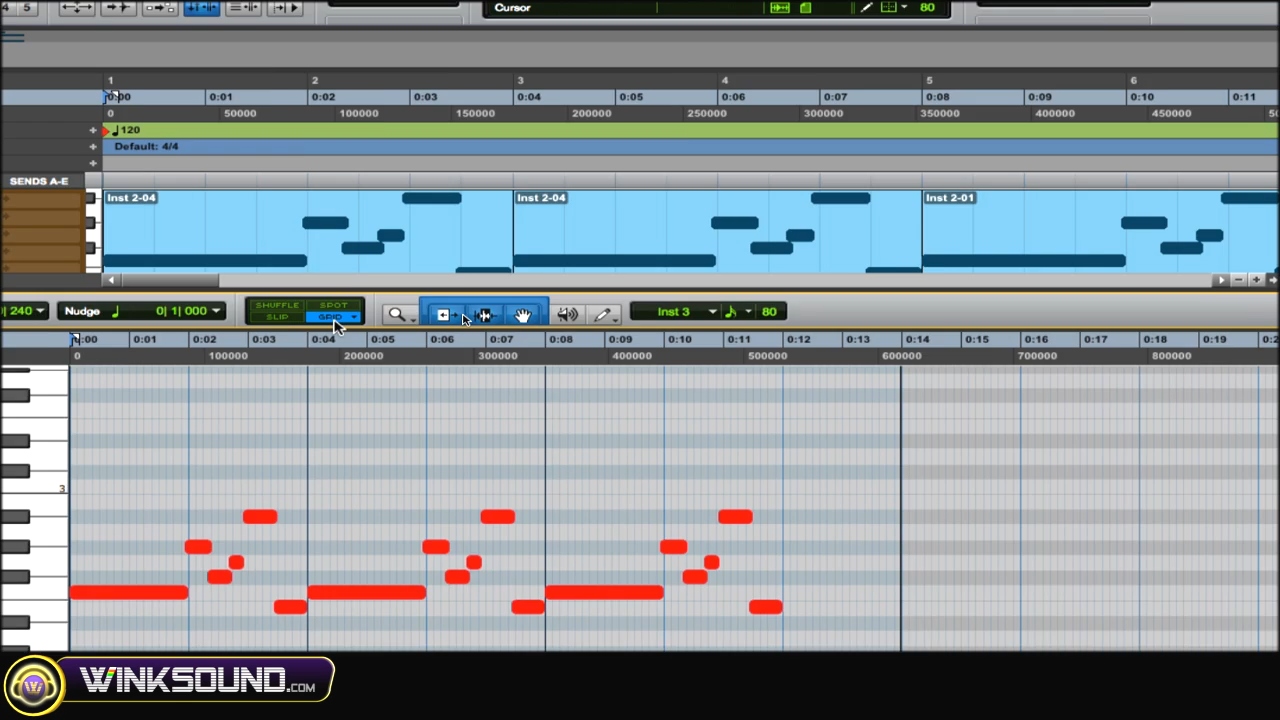 4 5 Cursor 80
1 2 3 4 5 6
0:00 0:01 0:02 0:03 0:04 0:05 0:06 0:07 0:08 0:09 0:10 0:11
0 50000 100000 150000 200000 250000 300000 350000 400000 450000
+ 120
+ Default: 4/4
+
SENDS A-E
Inst 2-04 Inst 2-04 Inst 2-01
| 240 Nudge 0| 1| 000 SHUFFLE SPOT Inst 3 80
SLIP GRID
:00 0:01 0:02 0:03 0:04 0:05 0:06 0:07 0:08 0:09 0:10 0:11 0:12 0:13 0:14 0:15 0:16 0:17 0:18 0:19
0 100000 200000 300000 400000 500000 600000 700000 800000
3
W WINKSOUND.COM